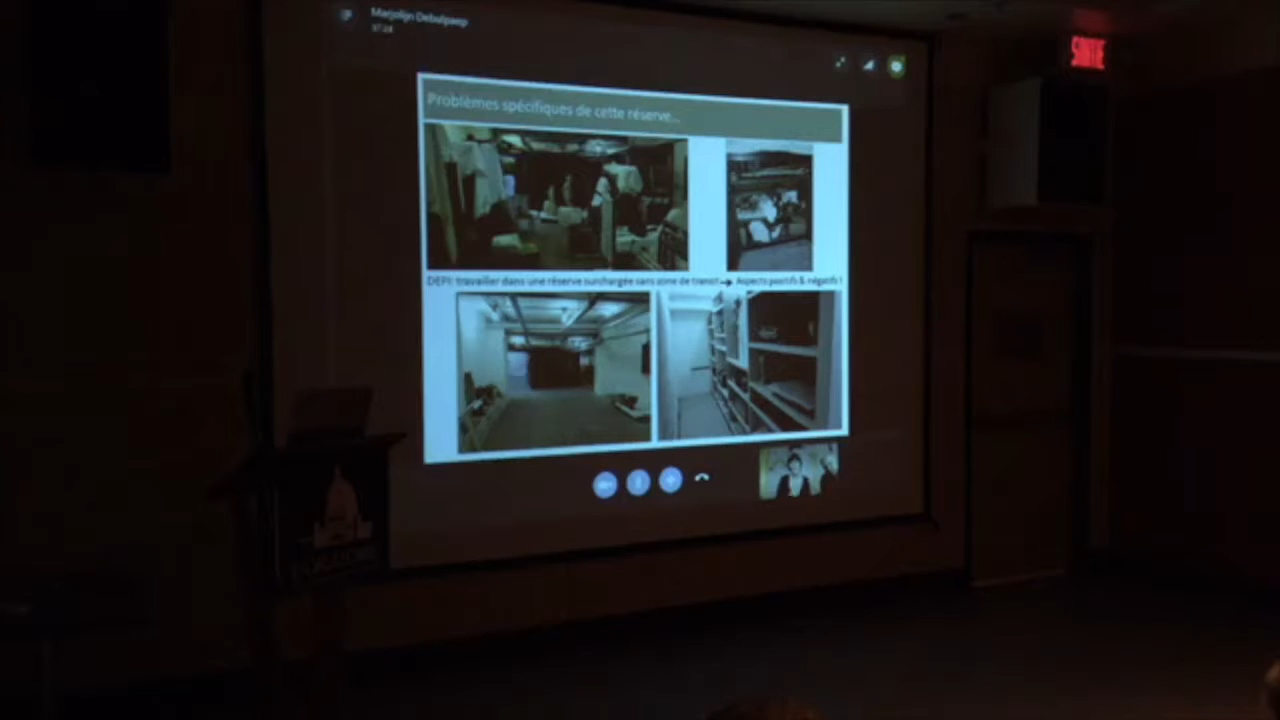 Marjolijn Debulpaep
SORTIE
Problèmes spécifiques de cette réserve...
DEFI: travailler dans une réserve surchargée sans zone de transit → Aspects positifs & négatifs !